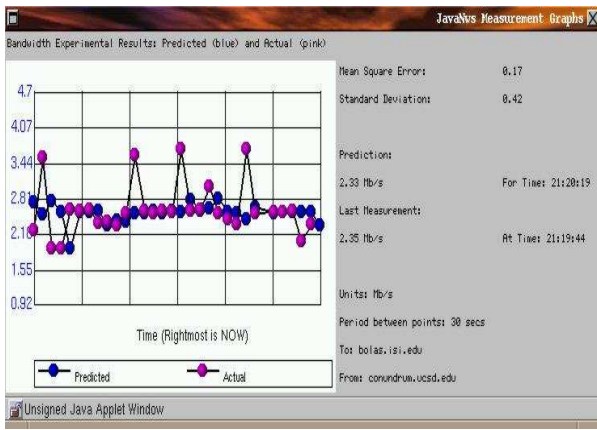 JavaNws Measurement Graphs
Bandwidth Experimental Results: Predicted (blue) and Actual (pink)
4.7
4.07
3.44
2.81
2.18
1.55
0.92
Time (Rightmost is NOW)
Predicted
Actual
Mean Square Error: 0.17
Standard Deviation: 0.42
Prediction:
2.33 Mb/s For Time: 21:20:19
Last Measurement:
2.35 Mb/s At Time: 21:19:44
Units: Mb/s
Period between points: 30 secs
To: bolas.isi.edu
From: conundrum.ucsd.edu
Unsigned Java Applet Window